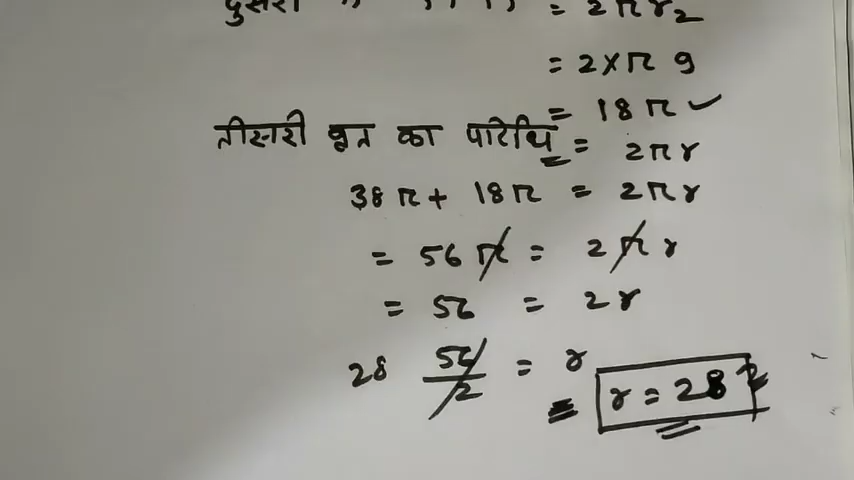 दुसरी " " " = 2πr₂
= 2×π 9
= 18π ✓
तीसरी वृत का परिथि = 2πr
38π + 18π = 2πr
= 56π = 2πr
= 56 = 2r
28 56/2 = r
r = 28